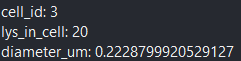 cell_id: 3
lys_in_cell: 20
diameter_um: 0.2228799920529127